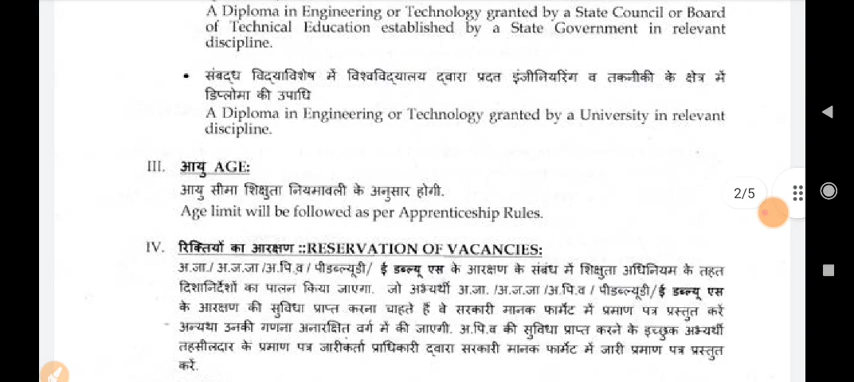 A Diploma in Engineering or Technology granted by a State Council or Board
of Technical Education established by a State Government in relevant
discipline.
• संबद्ध विद्याविशेष में विश्वविद्यालय द्वारा प्रदत्त इंजीनियरिंग व तकनीकी के क्षेत्र में
डिप्लोमा की उपाधि
A Diploma in Engineering or Technology granted by a University in relevant
discipline.
III. आयु AGE:
आयु सीमा शिक्षुता नियमावली के अनुसार होगी.
Age limit will be followed as per Apprenticeship Rules.
2/5
IV. रिक्तियों का आरक्षण ::RESERVATION OF VACANCIES:
अ.जा./ अ.ज.जा /अ.पि.व / पीडब्ल्यूडी/ ई डब्ल्यू एस के आरक्षण के संबंध में शिक्षुता अधिनियम के तहत
दिशानिर्देशों का पालन किया जाएगा. जो अभ्यर्थी अ.जा. /अ.ज.जा /अ.पि.व / पीडब्ल्यूडी/ई डब्ल्यू एस
के आरक्षण की सुविधा प्राप्त करना चाहते हैं वे सरकारी मानक फार्मेट में प्रमाण पत्र प्रस्तुत करें
अन्यथा उनकी गणना अनारक्षित वर्ग में की जाएगी. अ.पि.व की सुविधा प्राप्त करने के इच्छुक अभ्यर्थी
तहसीलदार के प्रमाण पत्र जारीकर्ता प्राधिकारी द्वारा सरकारी मानक फार्मेट में जारी प्रमाण पत्र प्रस्तुत
करें.